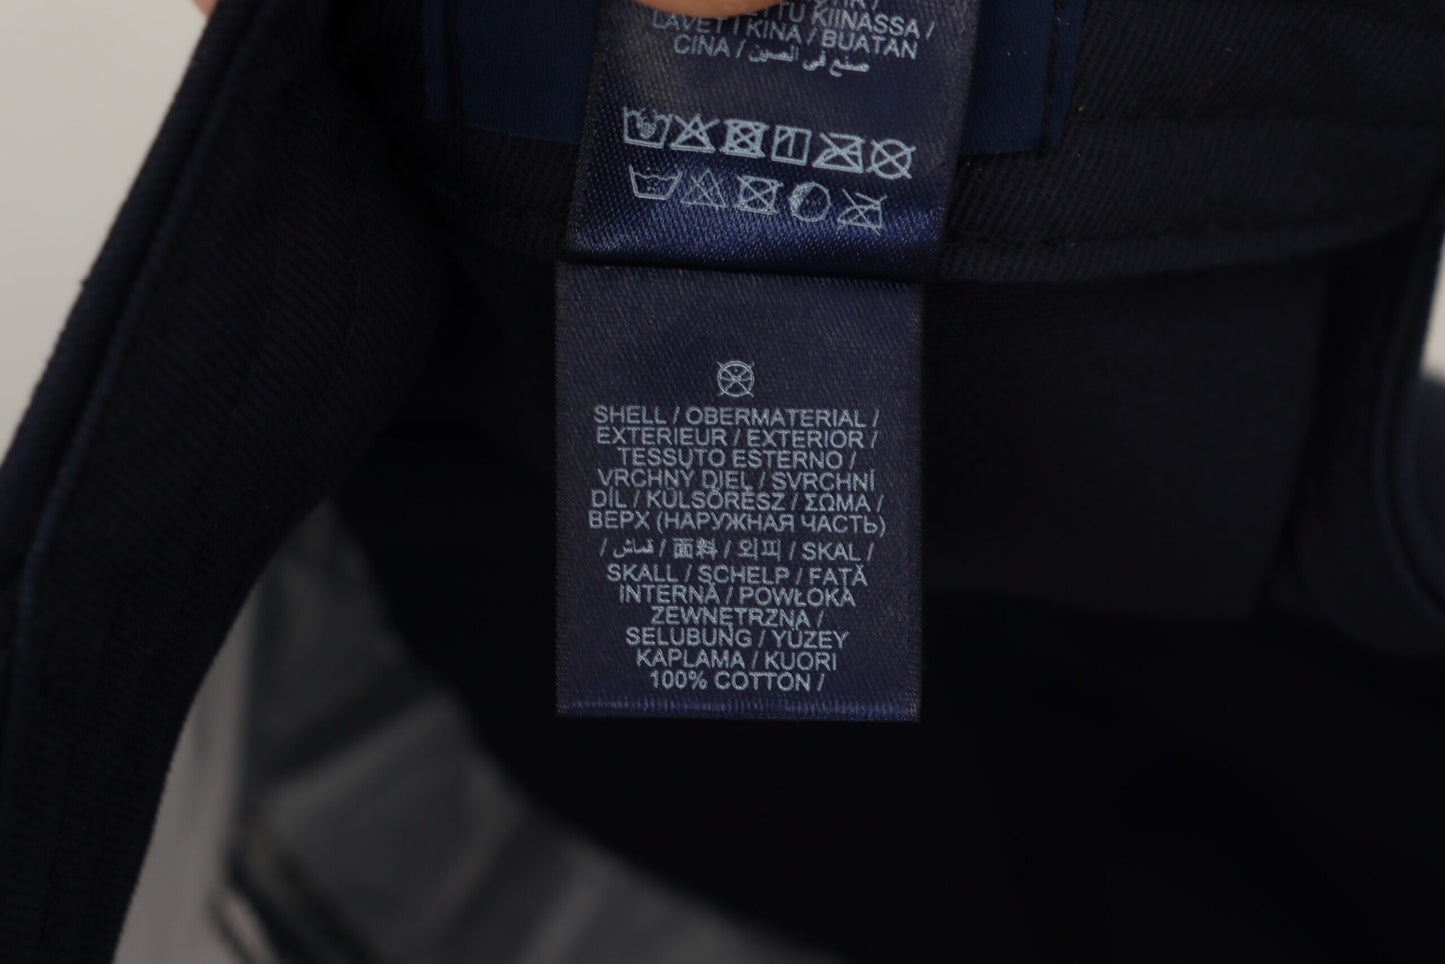 TTU KIINASSA /
LAVET I KINA / BUATAN
CINA / صنع في الصين
SHELL / OBERMATERIAL /
EXTERIEUR / EXTERIOR /
TESSUTO ESTERNO /
VRCHNY DIEL / SVRCHNÍ
DÍL / KÜLSŐRÉSZ / ΣΩΜΑ /
ВЕРХ (НАРУЖНАЯ ЧАСТЬ)
/ قماش / 面料 / 외피 / SKAL /
SKALL / SCHELP / FAȚĂ
INTERNĂ / POWŁOKA
ZEWNĘTRZNA /
SELUBUNG / YÜZEY
KAPLAMA / KUORI
100% COTTON /